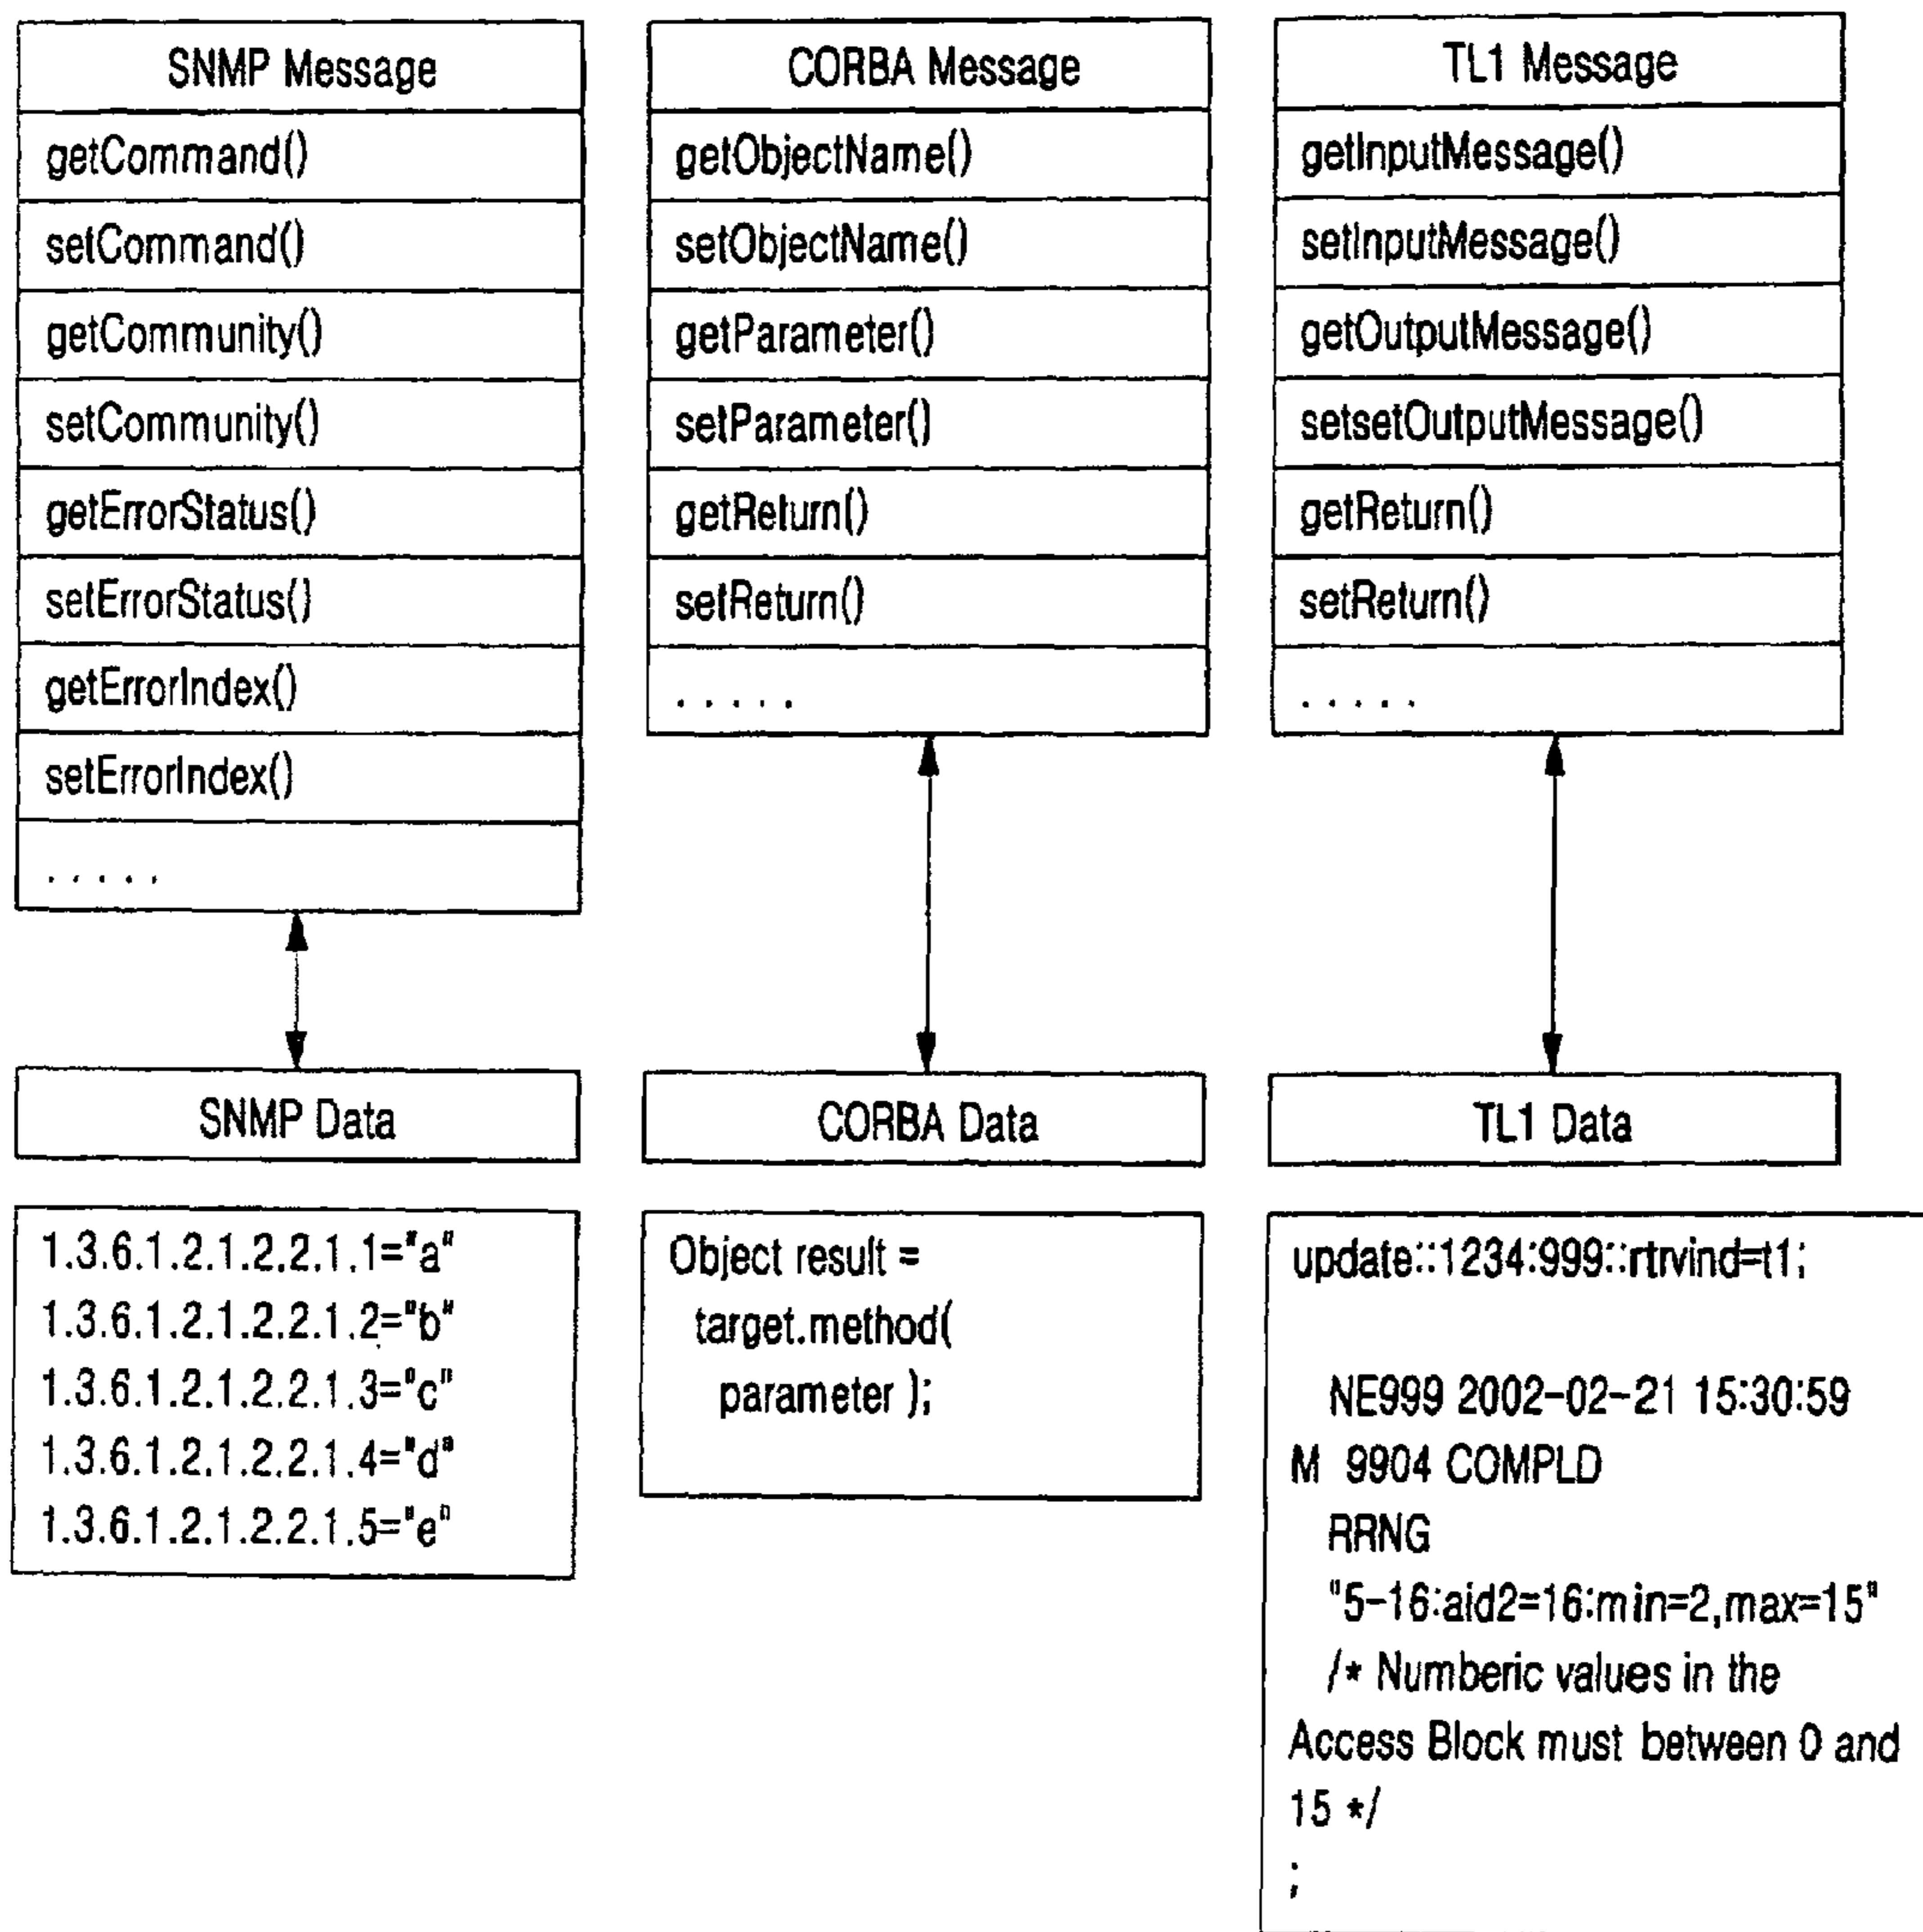 SNMP Message
getCommand()
setCommand()
getCommunity()
setCommunity()
getErrorStatus()
setErrorStatus()
getErrorIndex()
setErrorIndex()
. . . . .
SNMP Data
1.3.6.1.2.1.2.2.1.1="a"
1.3.6.1.2.1.2.2.1.2="b"
1.3.6.1.2.1.2.2.1.3="c"
1.3.6.1.2.1.2.2.1.4="d"
1.3.6.1.2.1.2.2.1.5="e"
CORBA Message
getObjectName()
setObjectName()
getParameter()
setParameter()
getReturn()
setReturn()
. . . . .
CORBA Data
Object result =
target.method(
parameter );
TL1 Message
getInputMessage()
setInputMessage()
getOutputMessage()
setsetOutputMessage()
getReturn()
setReturn()
. . . . .
TL1 Data
update::1234:999::rtrvind=t1;
NE999 2002-02-21 15:30:59
M 9904 COMPLD
RRNG
"5-16:aid2=16:min=2,max=15"
/* Numberic values in the
Access Block must between 0 and
15 */
;